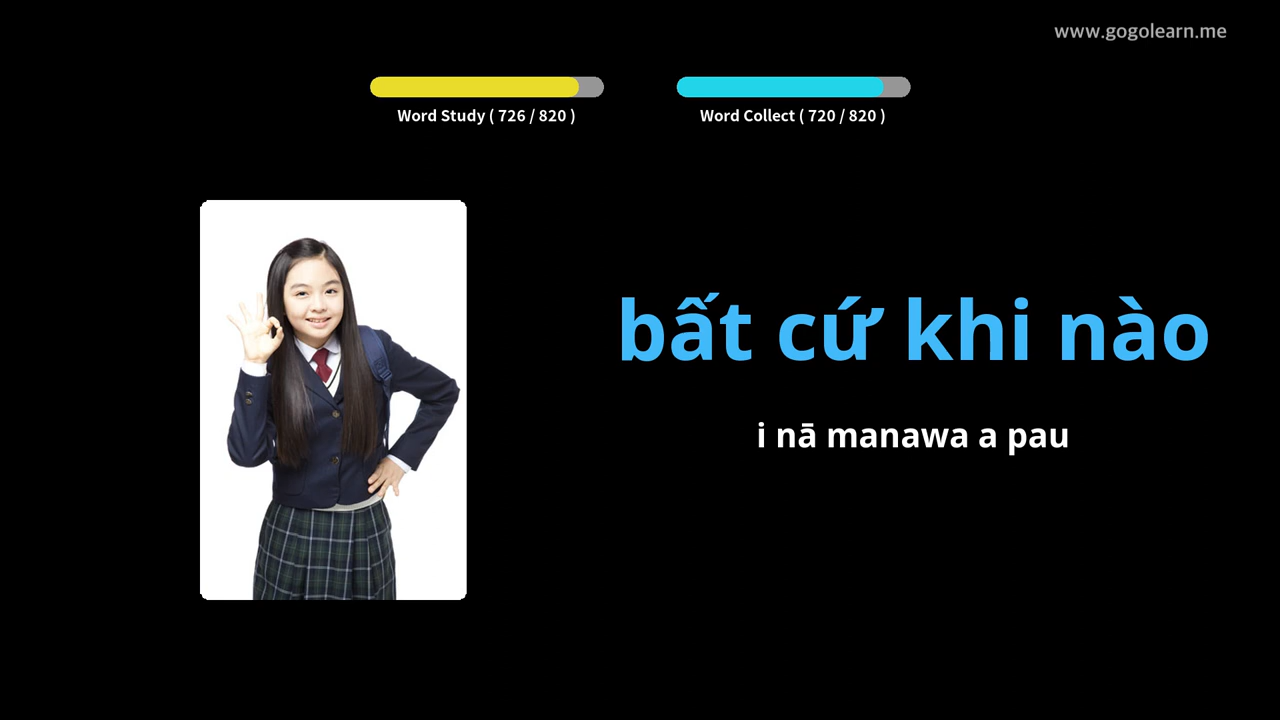 www.gogolearn.me
Word Study ( 726 / 820 )
Word Collect ( 720 / 820 )
bất cứ khi nào
i nā manawa a pau